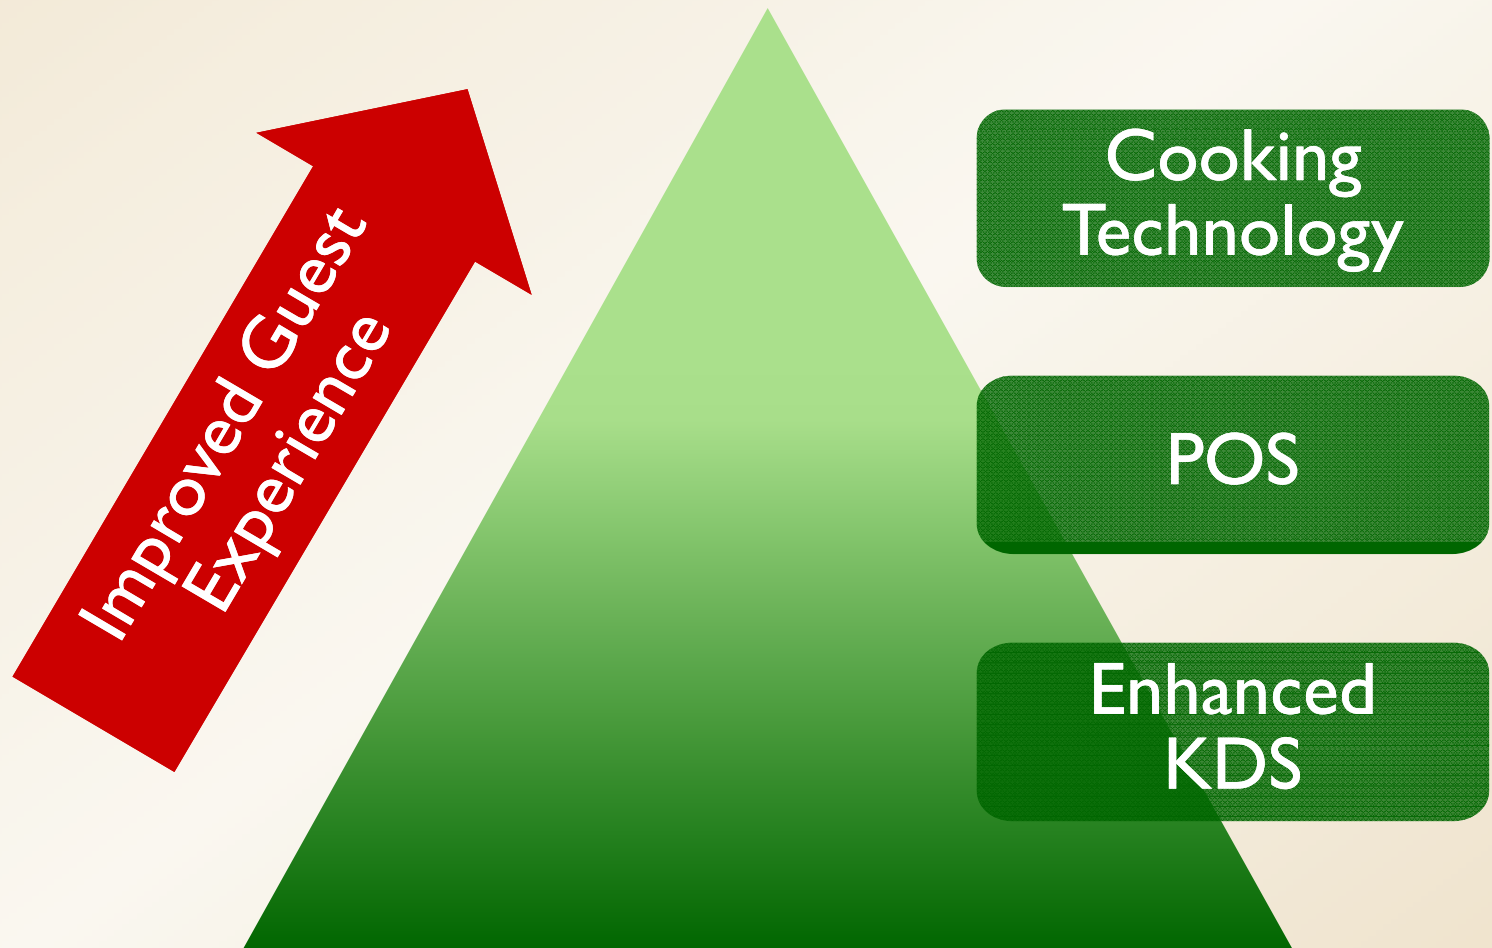 Improved Guest
Experience
Cooking
Technology
POS
Enhanced
KDS